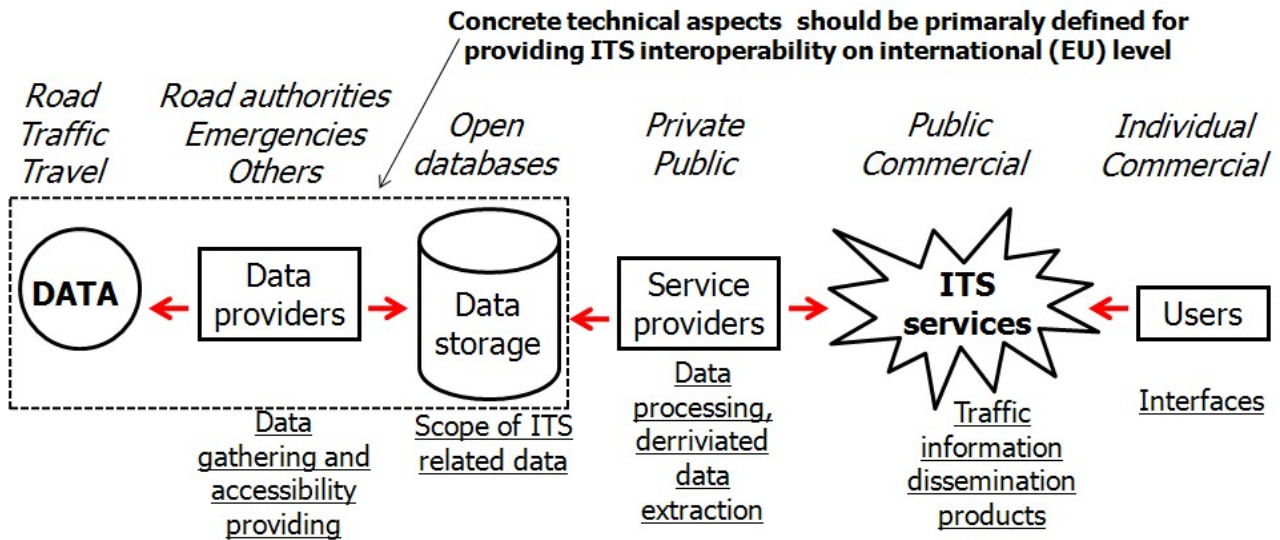 Concrete technical aspects should be primaraly defined for
providing ITS interoperability on international (EU) level
Road
Traffic
Travel
Road authorities
Emergencies
Others
Open
databases
Private
Public
Public
Commercial
Individual
Commercial
DATA
Data
providers
Data
storage
Service
providers
ITS
services
Users
Data
gathering and
accessibility
providing
Scope of ITS
related data
Data
processing,
derriviated
data
extraction
Traffic
information
dissemination
products
Interfaces